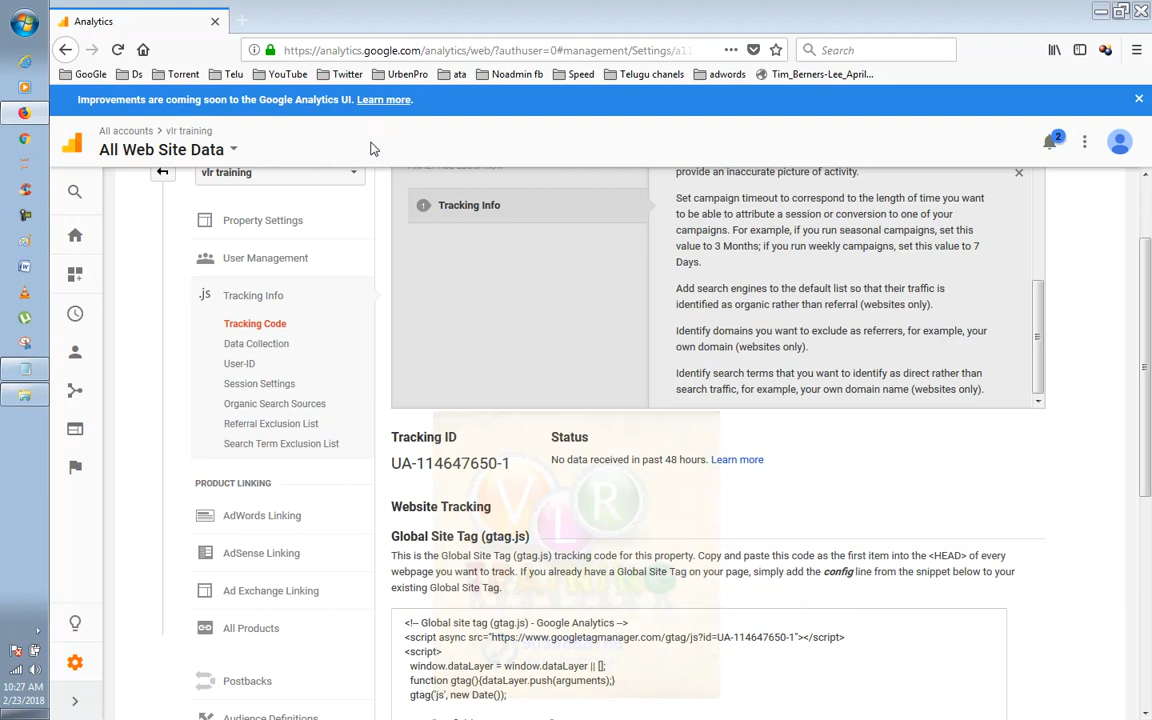 Analytics
https://analytics.google.com/analytics/web/?authuser=0#management/Settings/a11
Search
GooGle
Ds
Torrent
Telu
YouTube
Twitter
UrbenPro
ata
Noadmin fb
Speed
Telugu chanels
adwords
Tim_Berners-Lee_April...
Improvements are coming soon to the Google Analytics UI. Learn more.
All accounts > vlr training
All Web Site Data
2
vlr training
Property Settings
User Management
.js Tracking Info
Tracking Code
Data Collection
User-ID
Session Settings
Organic Search Sources
Referral Exclusion List
Search Term Exclusion List
PRODUCT LINKING
AdWords Linking
AdSense Linking
Ad Exchange Linking
All Products
Postbacks
Audience Definitions
1 Tracking Info
provide an inaccurate picture of activity.
Set campaign timeout to correspond to the length of time you want
to be able to attribute a session or conversion to one of your
campaigns. For example, if you run seasonal campaigns, set this
value to 3 Months; if you run weekly campaigns, set this value to 7
Days.
Add search engines to the default list so that their traffic is
identified as organic rather than referral (websites only).
Identify domains you want to exclude as referrers, for example, your
own domain (websites only).
Identify search terms that you want to identify as direct rather than
search traffic, for example, your own domain name (websites only).
Tracking ID
UA-114647650-1
Status
No data received in past 48 hours. Learn more
Website Tracking
Global Site Tag (gtag.js)
This is the Global Site Tag (gtag.js) tracking code for this property. Copy and paste this code as the first item into the <HEAD> of every
webpage you want to track. If you already have a Global Site Tag on your page, simply add the config line from the snippet below to your
existing Global Site Tag.
<!-- Global site tag (gtag.js) - Google Analytics -->
<script async src="https://www.googletagmanager.com/gtag/js?id=UA-114647650-1"></script>
<script>
window.dataLayer = window.dataLayer || [];
function gtag(){dataLayer.push(arguments);}
gtag('js', new Date());
VLR
10:27 AM
2/23/2018